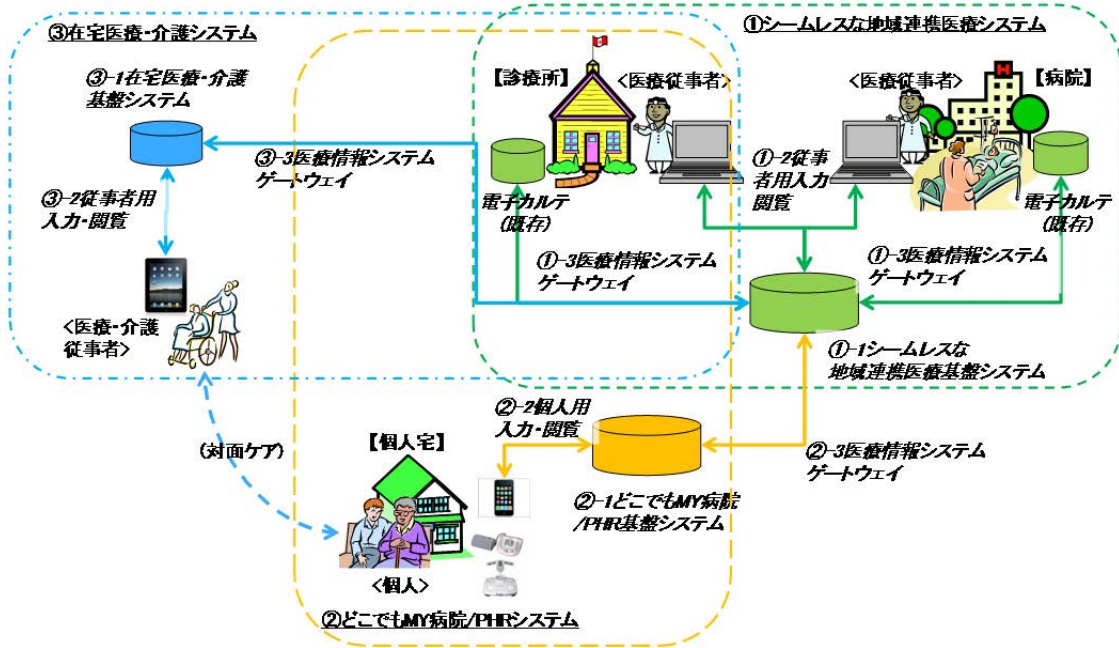 ③在宅医療・介護システム
①シームレスな地域連携医療システム
③-1在宅医療・介護
基盤システム
【診療所】
<医療従事者>
<医療従事者>
【病院】
H
③-3医療情報システム
ゲートウェイ
①-2従事
者用入力
閲覧
③-2従事者用
入力・閲覧
電子カルテ
(既存)
電子カルテ
(既存)
①-3医療情報システム
ゲートウェイ
①-3医療情報システム
ゲートウェイ
<医療・介護
従事者>
①-1シームレスな
地域連携医療基盤システム
(対面ケア)
【個人宅】
②-2個人用
入力・閲覧
②-3医療情報システム
ゲートウェイ
②-1どこでもMY病院
/PHR基盤システム
<個人>
②どこでもMY病院/PHRシステム